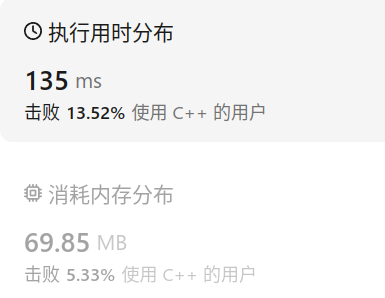 执行用时分布
135 ms
击败 13.52% 使用 C++ 的用户
消耗内存分布
69.85 MB
击败 5.33% 使用 C++ 的用户